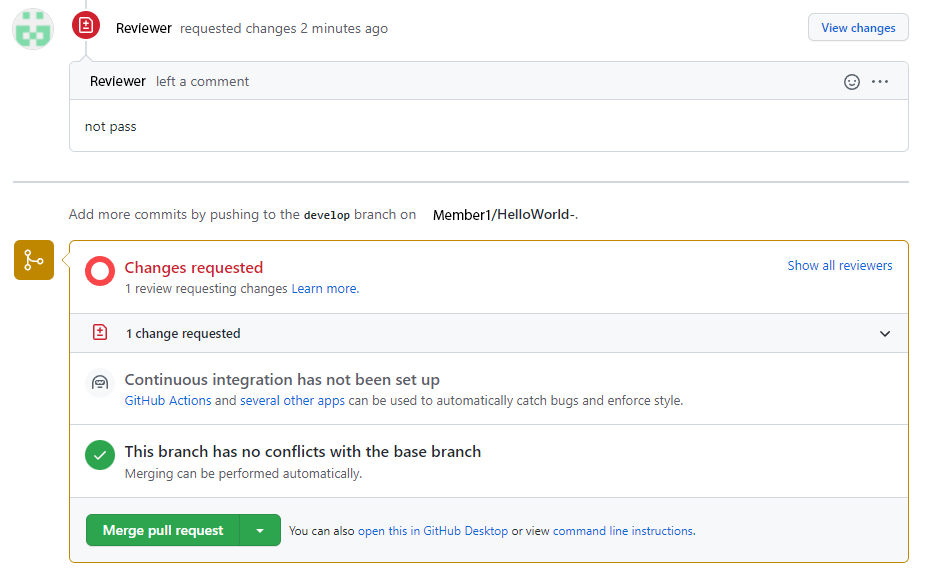 Reviewer requested changes 2 minutes ago
View changes
Reviewer left a comment
not pass
Add more commits by pushing to the develop branch on Member1/HelloWorld-.
Changes requested
Show all reviewers
1 review requesting changes Learn more.
1 change requested
Continuous integration has not been set up
GitHub Actions and several other apps can be used to automatically catch bugs and enforce style.
This branch has no conflicts with the base branch
Merging can be performed automatically.
Merge pull request
You can also open this in GitHub Desktop or view command line instructions.